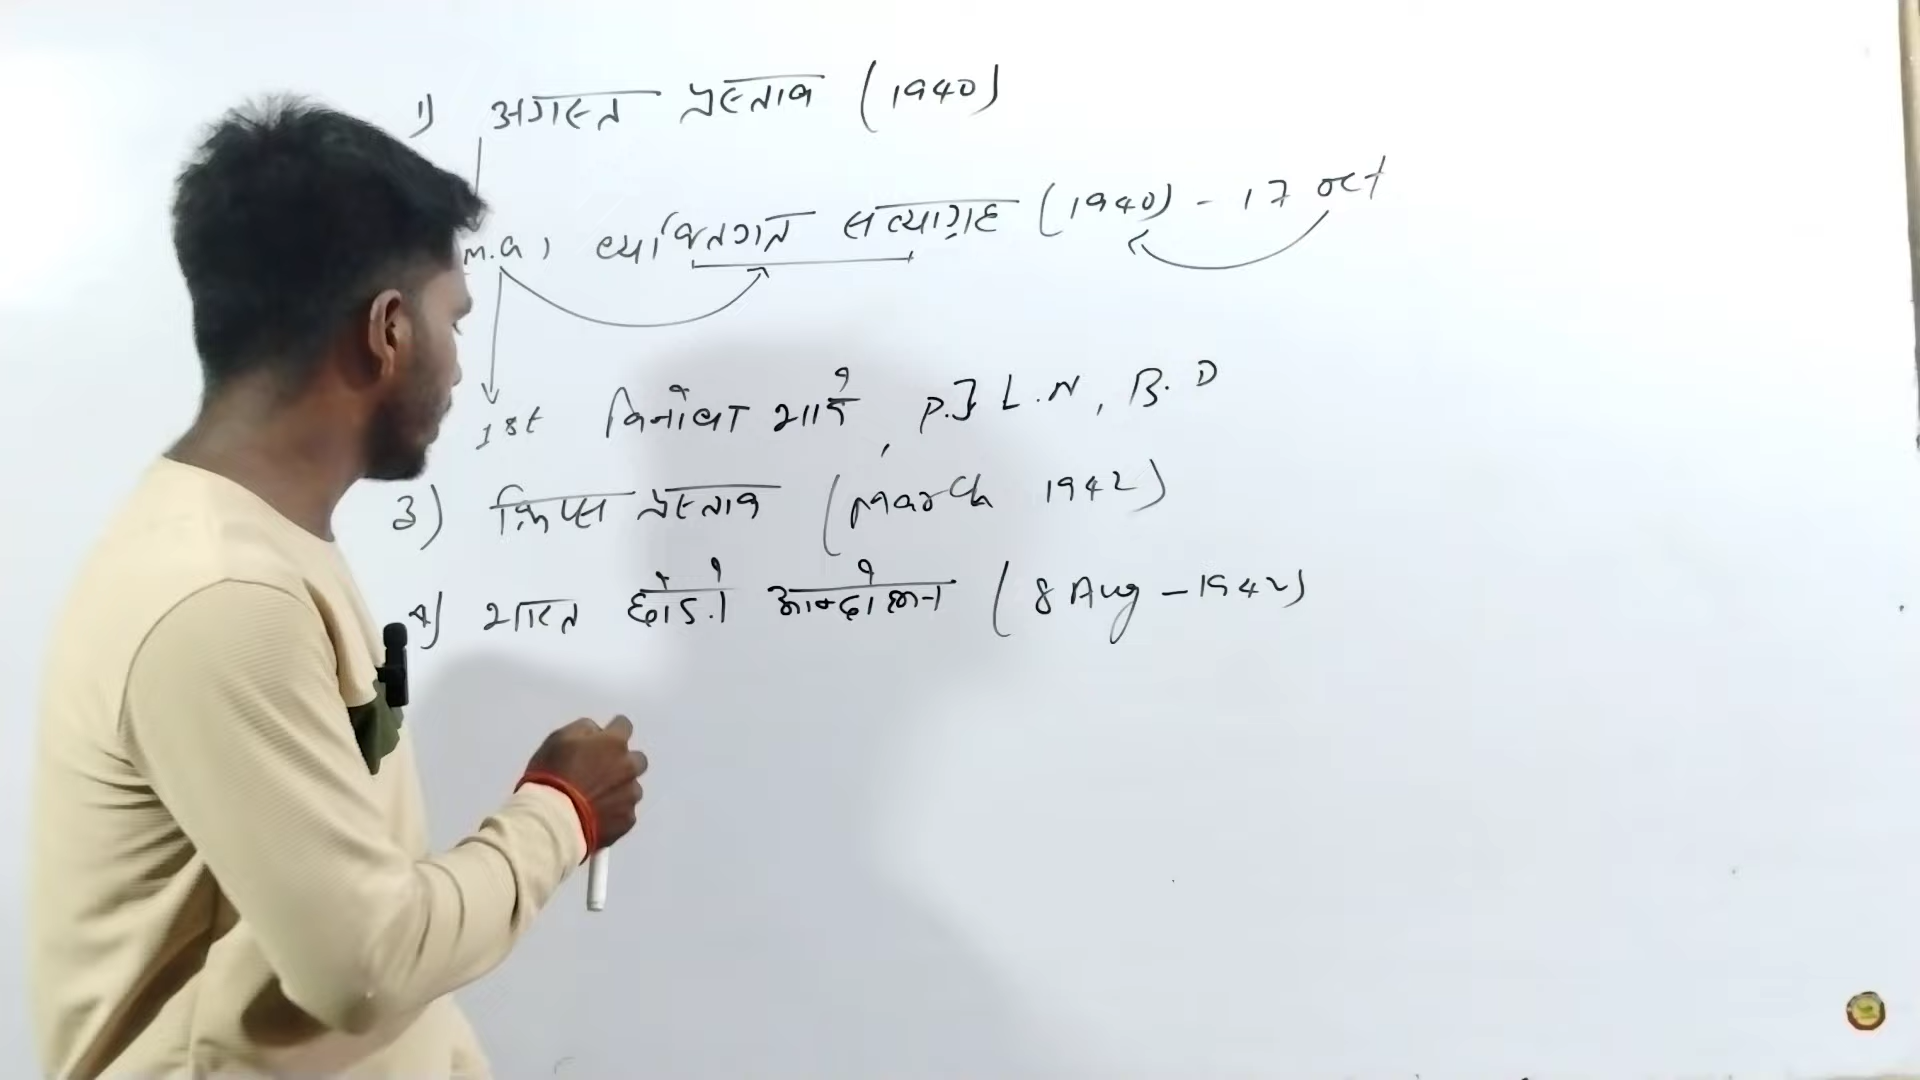 1) अगस्त प्रस्ताव (1940)
M.G, व्यक्तिगत सत्याग्रह (1940) - 17 Oct
1st विनोबा भावे, P.J L.N, B.D
3) क्रिप्स प्रस्ताव (March 1942)
4) भारत छोड़ो आन्दोलन (8 Aug - 1942)